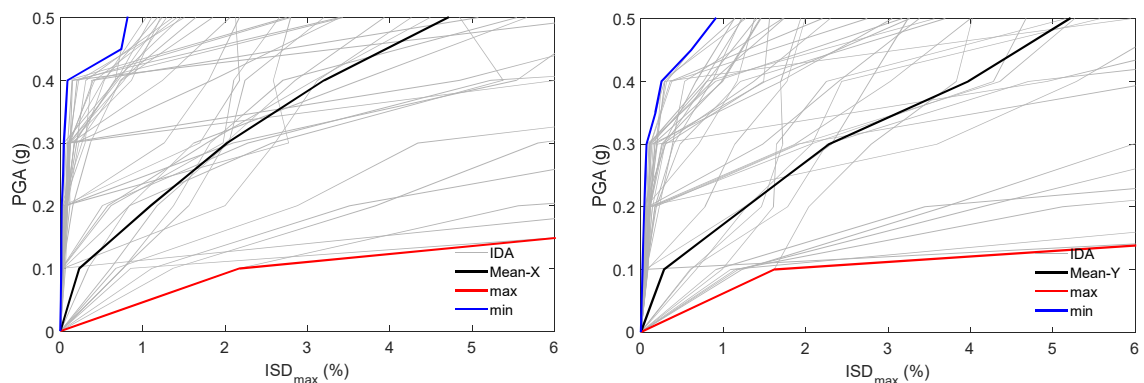 0.5
0.4
0.3
0.2
0.1
0
PGA (g)
0 1 2 3 4 5 6
ISDmax (%)
IDA
Mean-X
max
min
0.5
0.4
0.3
0.2
0.1
0
PGA (g)
0 1 2 3 4 5 6
ISDmax (%)
IDA
Mean-Y
max
min